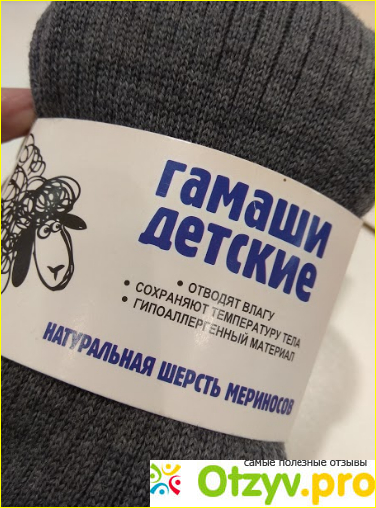 гамаши
детские
• ОТВОДЯТ ВЛАГУ
• СОХРАНЯЮТ ТЕМПЕРАТУРУ ТЕЛА
• ГИПОАЛЛЕРГЕННЫЙ МАТЕРИАЛ
НАТУРАЛЬНАЯ ШЕРСТЬ МЕРИНОСОВ
самые полезные отзывы
Otzyv.pro